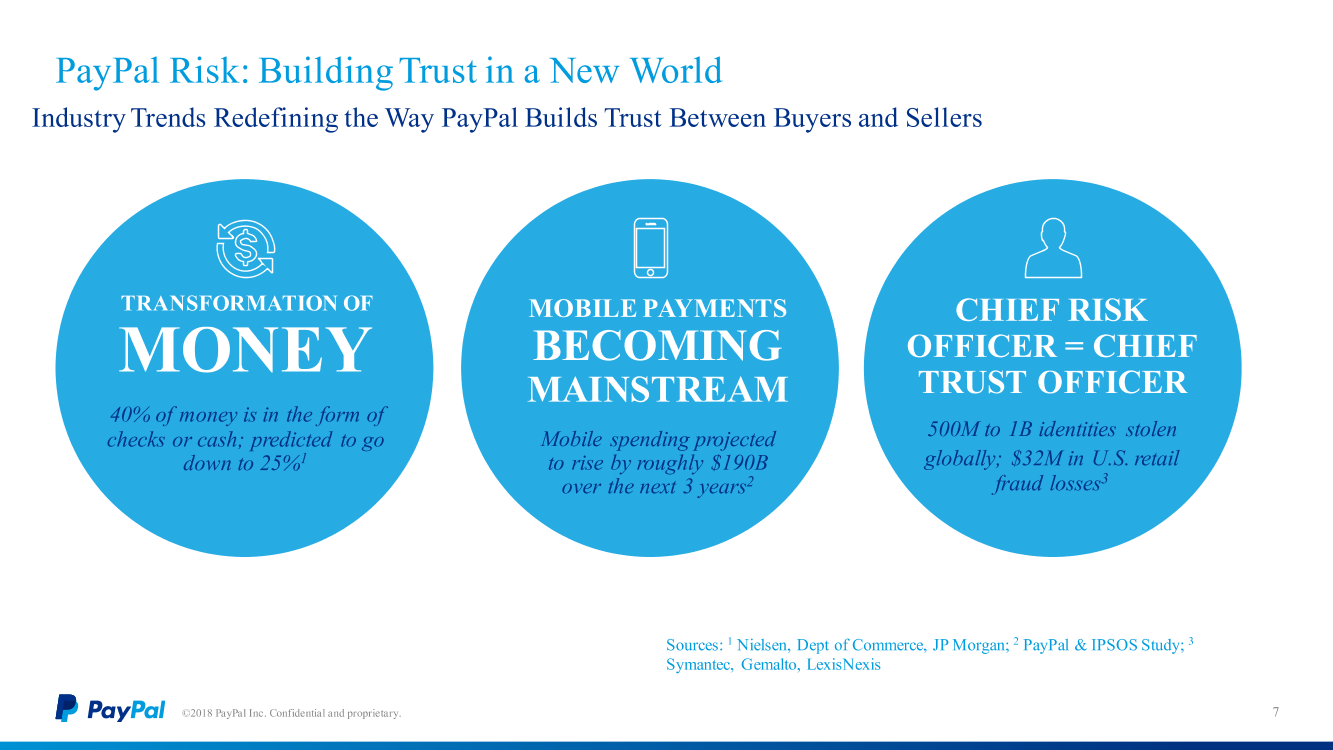 PayPal Risk: Building Trust in a New World
Industry Trends Redefining the Way PayPal Builds Trust Between Buyers and Sellers
$
TRANSFORMATION OF
MONEY
40% of money is in the form of
checks or cash; predicted to go
down to 25%¹
MOBILE PAYMENTS
BECOMING
MAINSTREAM
Mobile spending projected
to rise by roughly $190B
over the next 3 years²
CHIEF RISK
OFFICER = CHIEF
TRUST OFFICER
500M to 1B identities stolen
globally; $32M in U.S. retail
fraud losses³
Sources: ¹ Nielsen, Dept of Commerce, JP Morgan; ² PayPal & IPSOS Study; ³
Symantec, Gemalto, LexisNexis
PayPal ©2018 PayPal Inc. Confidential and proprietary.
7